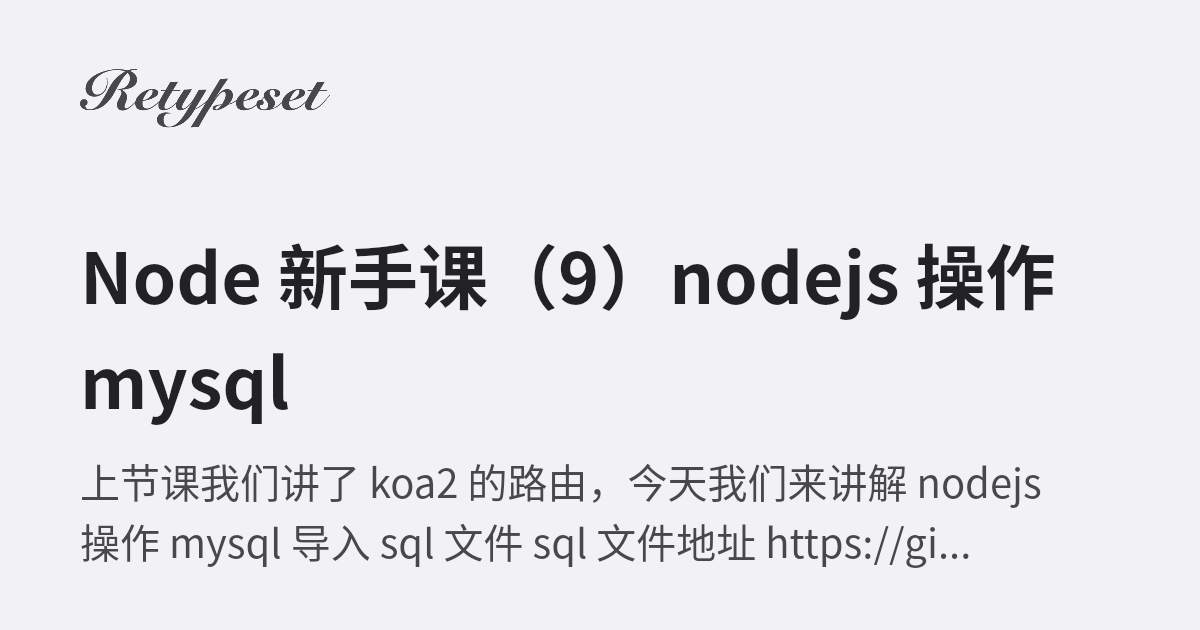 Retypeset
Node 新手课（9）nodejs 操作
mysql
上节课我们讲了 koa2 的路由，今天我们来讲解 nodejs
操作 mysql 导入 sql 文件 sql 文件地址 https://gi...